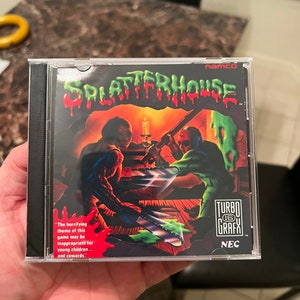 namco
SPLATTERHOUSE
The horrifying
theme of this
game may be
inappropriate for
young children...
and cowards."
TURBO
16
GRAFX
NEC